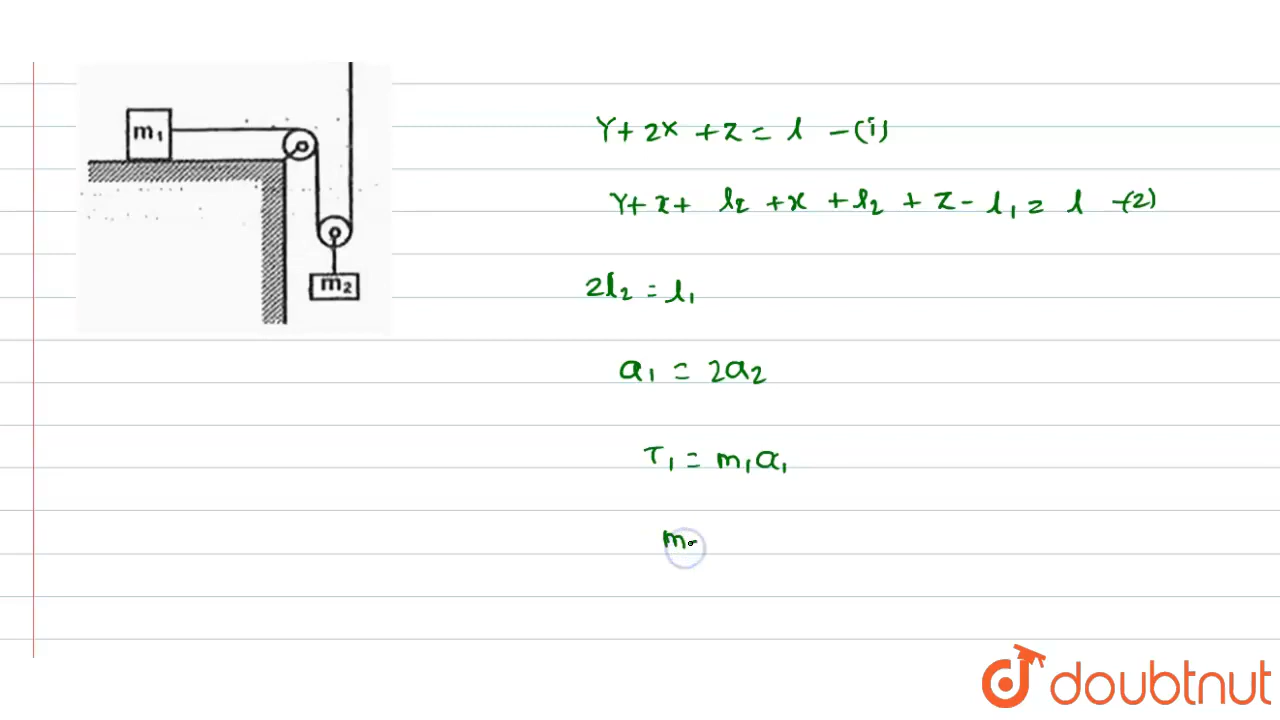 m1
m2
Y + 2x + z = l - (i)
Y + x + l2 + x + l2 + z - l1 = l - (2)
2l2 = l1
a1 = 2a2
T1 = m1a1
m
doubtnut